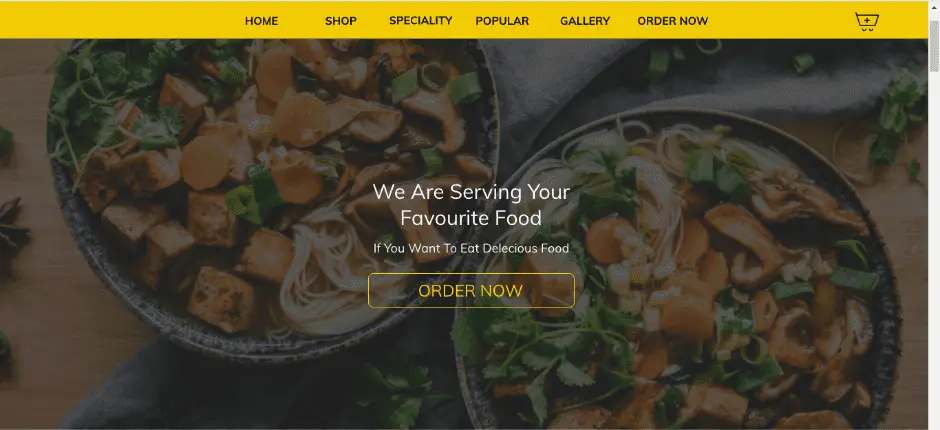 HOME SHOP SPECIALITY POPULAR GALLERY ORDER NOW
We Are Serving Your
Favourite Food
If You Want To Eat Delecious Food
ORDER NOW